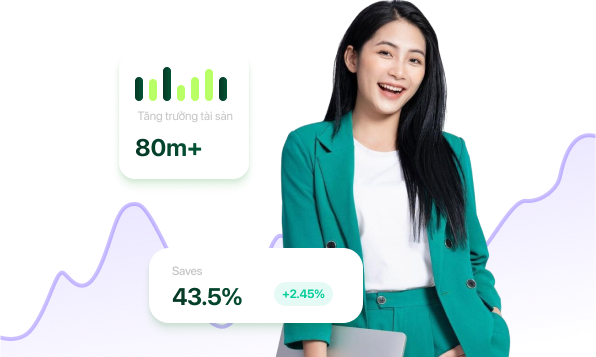 Tăng trưởng tài sản
80m+
Saves
43.5%
+2.45%